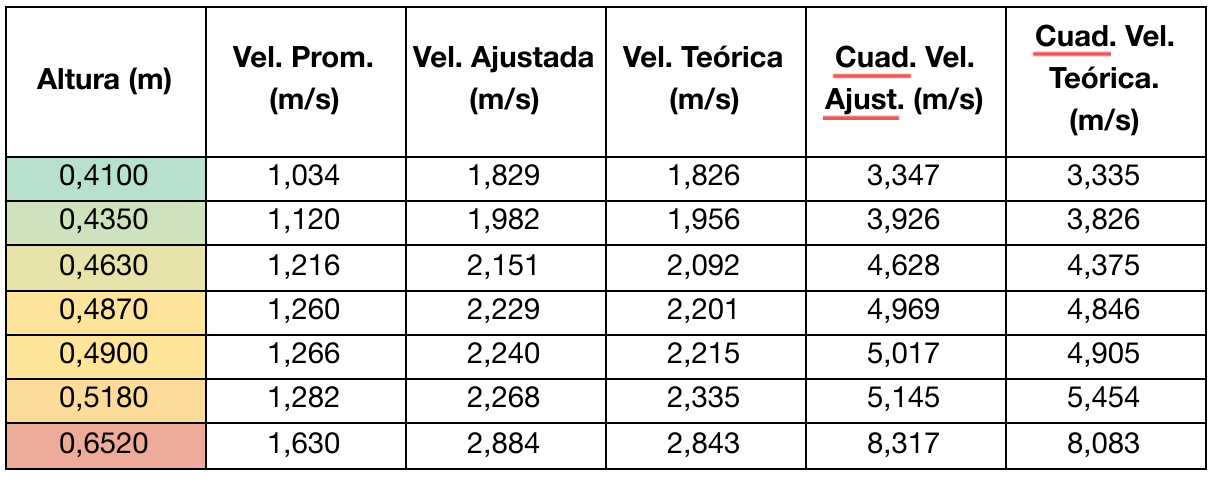 Altura (m) Vel. Prom. (m/s) Vel. Ajustada (m/s) Vel. Teórica (m/s) Cuad. Vel. Ajust. (m/s) Cuad. Vel. Teórica. (m/s)
0,4100 1,034 1,829 1,826 3,347 3,335
0,4350 1,120 1,982 1,956 3,926 3,826
0,4630 1,216 2,151 2,092 4,628 4,375
0,4870 1,260 2,229 2,201 4,969 4,846
0,4900 1,266 2,240 2,215 5,017 4,905
0,5180 1,282 2,268 2,335 5,145 5,454
0,6520 1,630 2,884 2,843 8,317 8,083